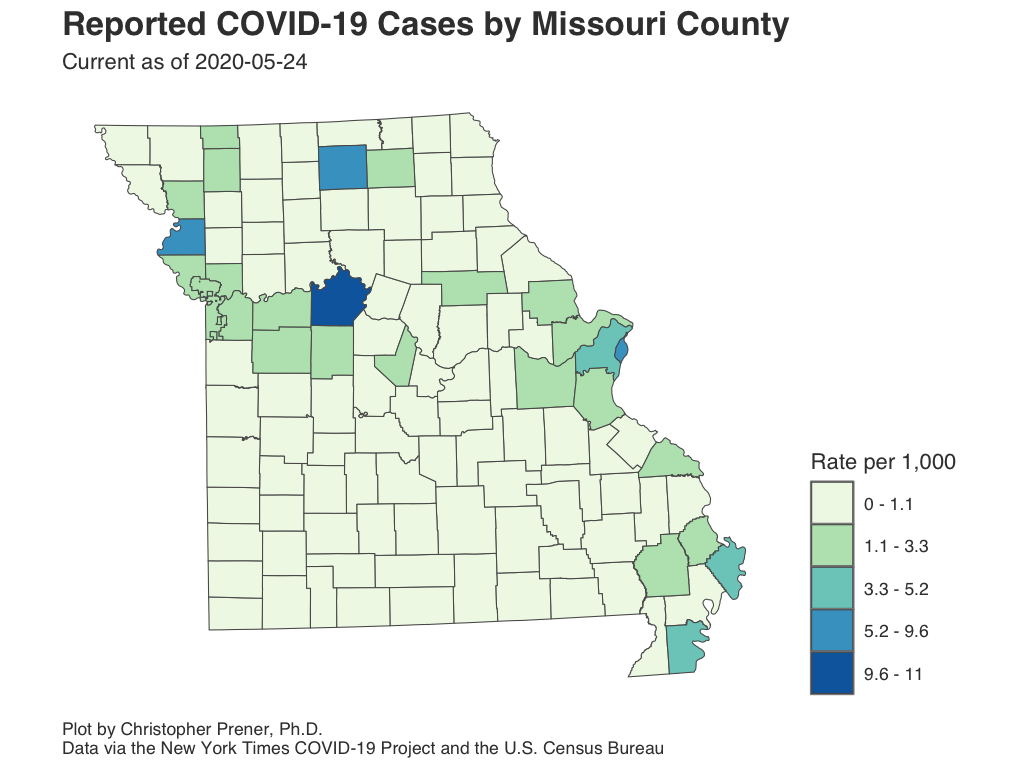 Reported COVID-19 Cases by Missouri County
Current as of 2020-05-24
Rate per 1,000
0 - 1.1
1.1 - 3.3
3.3 - 5.2
5.2 - 9.6
9.6 - 11
Plot by Christopher Prener, Ph.D.
Data via the New York Times COVID-19 Project and the U.S. Census Bureau